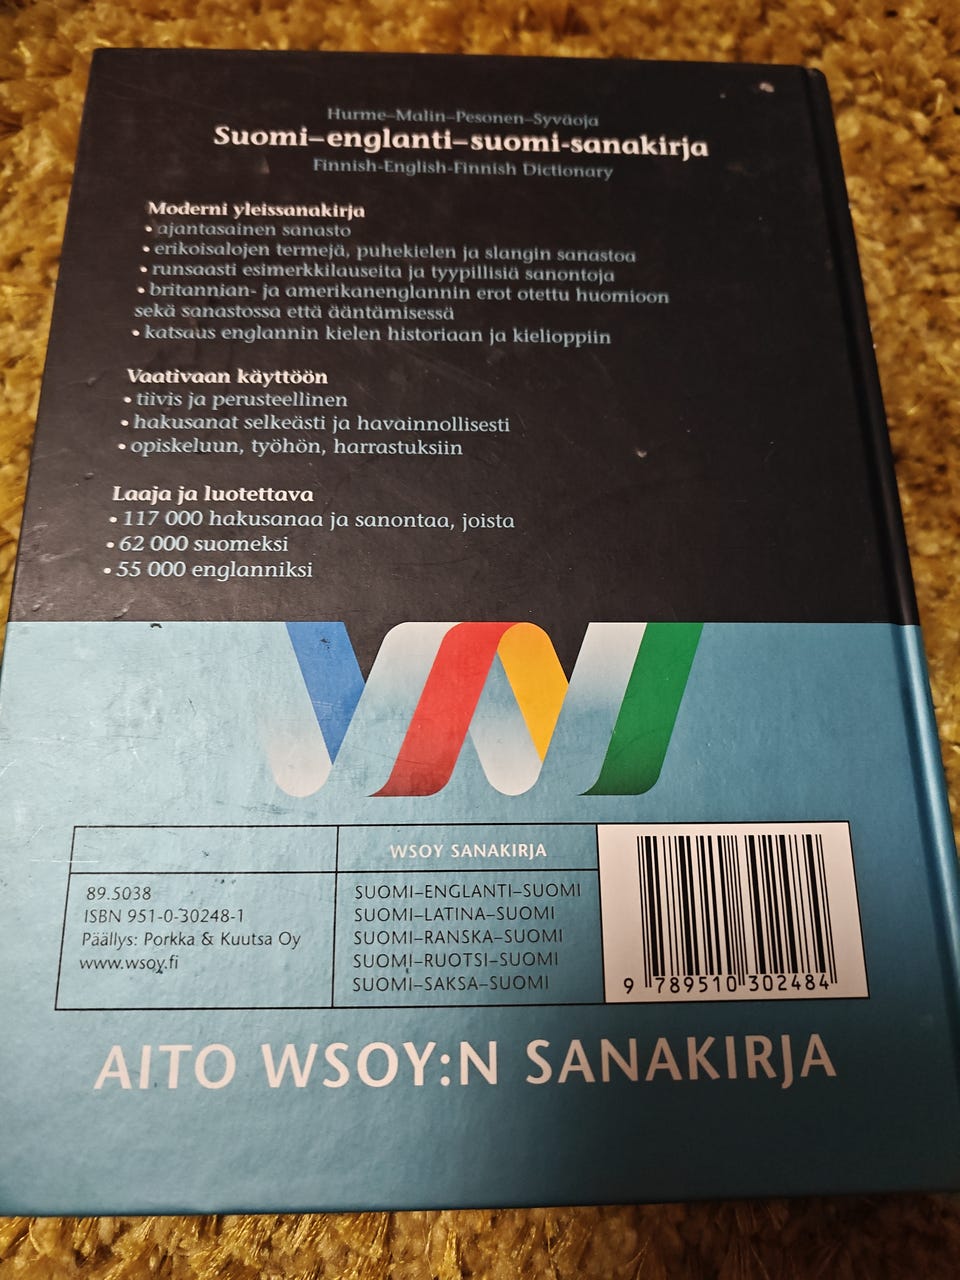 Hurme–Malin–Pesonen–Syväoja
Suomi–englanti–suomi-sanakirja
Finnish-English-Finnish Dictionary
Moderni yleissanakirja
• ajantasainen sanasto
• erikoisalojen termejä, puhekielen ja slangin sanastoa
• runsaasti esimerkkilauseita ja tyypillisiä sanontoja
• britannian- ja amerikanenglannin erot otettu huomioon
sekä sanastossa että ääntämisessä
• katsaus englannin kielen historiaan ja kielioppiin
Vaativaan käyttöön
• tiivis ja perusteellinen
• hakusanat selkeästi ja havainnollisesti
• opiskeluun, työhön, harrastuksiin
Laaja ja luotettava
• 117 000 hakusanaa ja sanontaa, joista
• 62 000 suomeksi
• 55 000 englanniksi
89.5038
ISBN 951-0-30248-1
Päällys: Porkka & Kuutsa Oy
www.wsoy.fi
WSOY SANAKIRJA
SUOMI–ENGLANTI–SUOMI
SUOMI–LATINA–SUOMI
SUOMI–RANSKA–SUOMI
SUOMI–RUOTSI–SUOMI
SUOMI–SAKSA–SUOMI
9 789510 302484
AITO WSOY:N SANAKIRJA